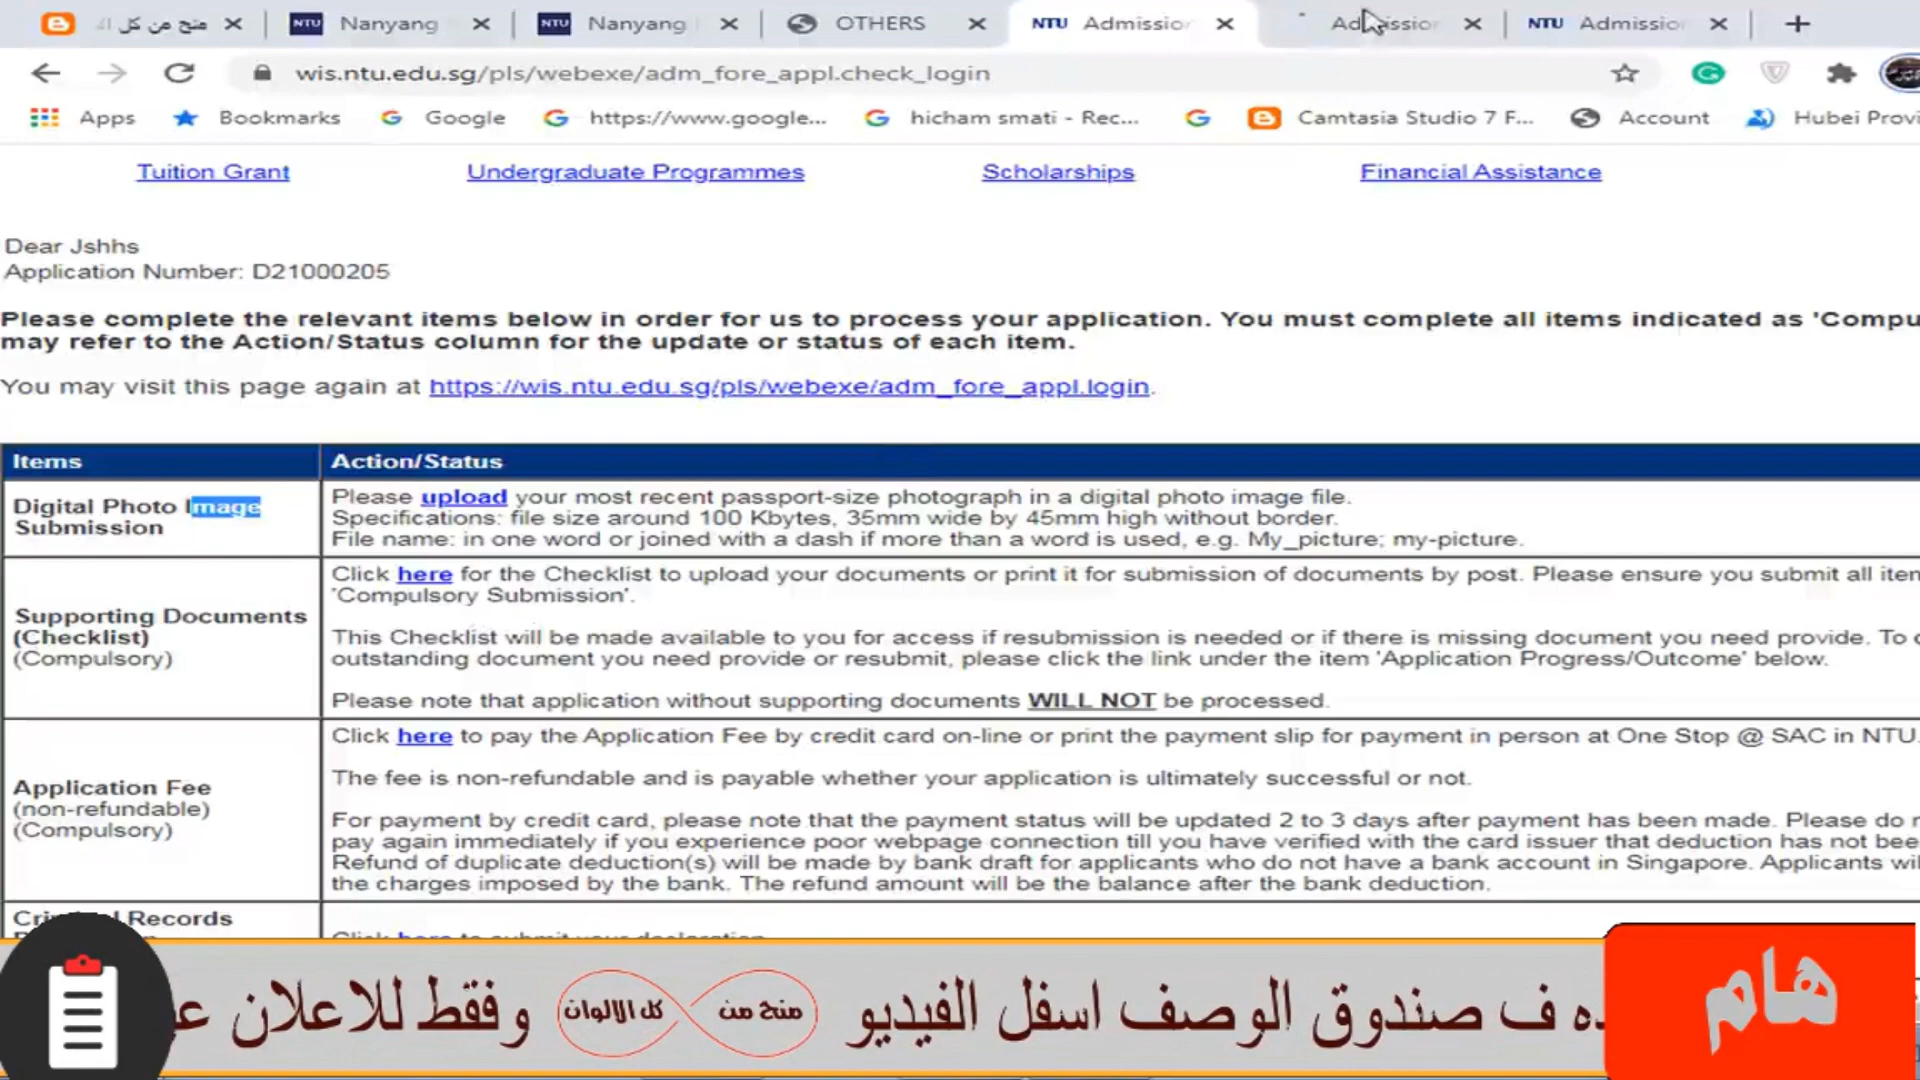 منح من كل ال
NTU Nanyang
NTU Nanyang
OTHERS
NTU Admission
Admission
NTU Admissio
wis.ntu.edu.sg/pls/webexe/adm_fore_appl.check_login
Apps Bookmarks Google https://www.google... hicham smati - Rec... Camtasia Studio 7 F... Account Hubei Provi
Tuition Grant Undergraduate Programmes Scholarships Financial Assistance
Dear Jshhs
Application Number: D21000205
Please complete the relevant items below in order for us to process your application. You must complete all items indicated as 'Compu
may refer to the Action/Status column for the update or status of each item.
You may visit this page again at https://wis.ntu.edu.sg/pls/webexe/adm_fore_appl.login.
Items Action/Status
Digital Photo Image
Submission
Please upload your most recent passport-size photograph in a digital photo image file.
Specifications: file size around 100 Kbytes, 35mm wide by 45mm high without border.
File name: in one word or joined with a dash if more than a word is used, e.g. My_picture; my-picture.
Supporting Documents
(Checklist)
(Compulsory)
Click here for the Checklist to upload your documents or print it for submission of documents by post. Please ensure you submit all iten
'Compulsory Submission'.
This Checklist will be made available to you for access if resubmission is needed or if there is missing document you need provide. To c
outstanding document you need provide or resubmit, please click the link under the item 'Application Progress/Outcome' below.
Please note that application without supporting documents WILL NOT be processed.
Application Fee
(non-refundable)
(Compulsory)
Click here to pay the Application Fee by credit card on-line or print the payment slip for payment in person at One Stop @ SAC in NTU.
The fee is non-refundable and is payable whether your application is ultimately successful or not.
For payment by credit card, please note that the payment status will be updated 2 to 3 days after payment has been made. Please do n
pay again immediately if you experience poor webpage connection till you have verified with the card issuer that deduction has not bee
Refund of duplicate deduction(s) will be made by bank draft for applicants who do not have a bank account in Singapore. Applicants wil
the charges imposed by the bank. The refund amount will be the balance after the bank deduction.
Records
Click here to submit your declaration
هام
ده ف صندوق الوصف اسفل الفيديو منح من كل الالوان وفقط للاعلان ع